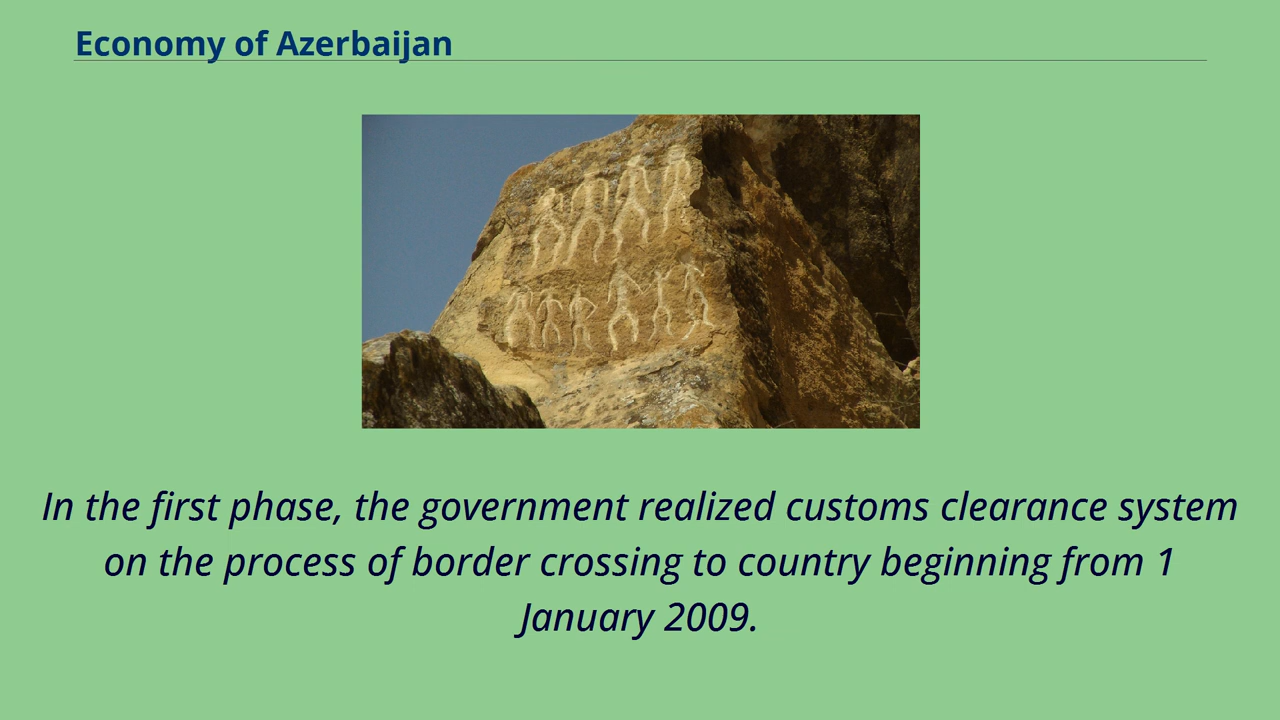 Economy of Azerbaijan
In the first phase, the government realized customs clearance system
on the process of border crossing to country beginning from 1
January 2009.